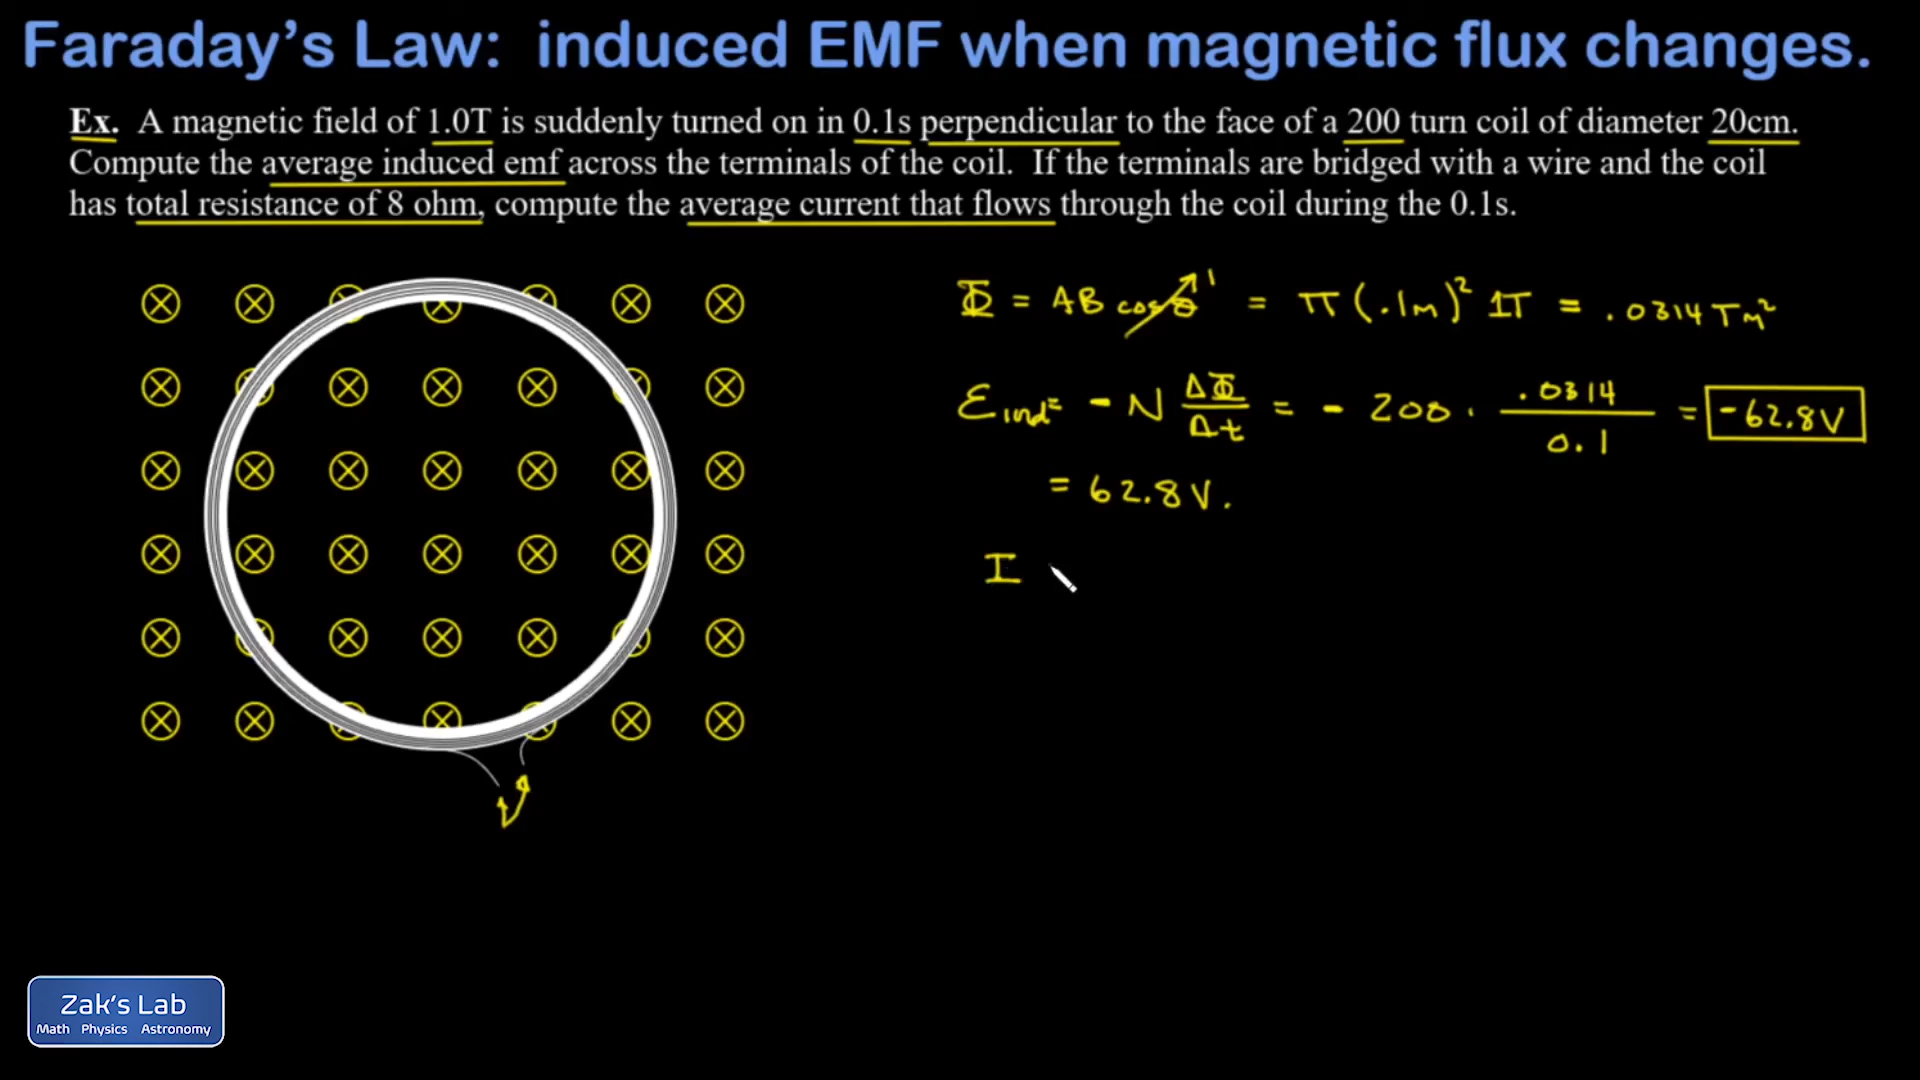 Faraday’s Law: induced EMF when magnetic flux changes.
Ex. A magnetic field of 1.0T is suddenly turned on in 0.1s perpendicular to the face of a 200 turn coil of diameter 20cm.
Compute the average induced emf across the terminals of the coil. If the terminals are bridged with a wire and the coil
has total resistance of 8 ohm, compute the average current that flows through the coil during the 0.1s.
Φ = AB cosθ 1 = π (.1m)² 1T = .0314 Tm²
Ɛind = - N ΔΦ/Δt = - 200 · .0314/0.1 = -62.8V
= 62.8V.
I
V
Zak's Lab
Math Physics Astronomy